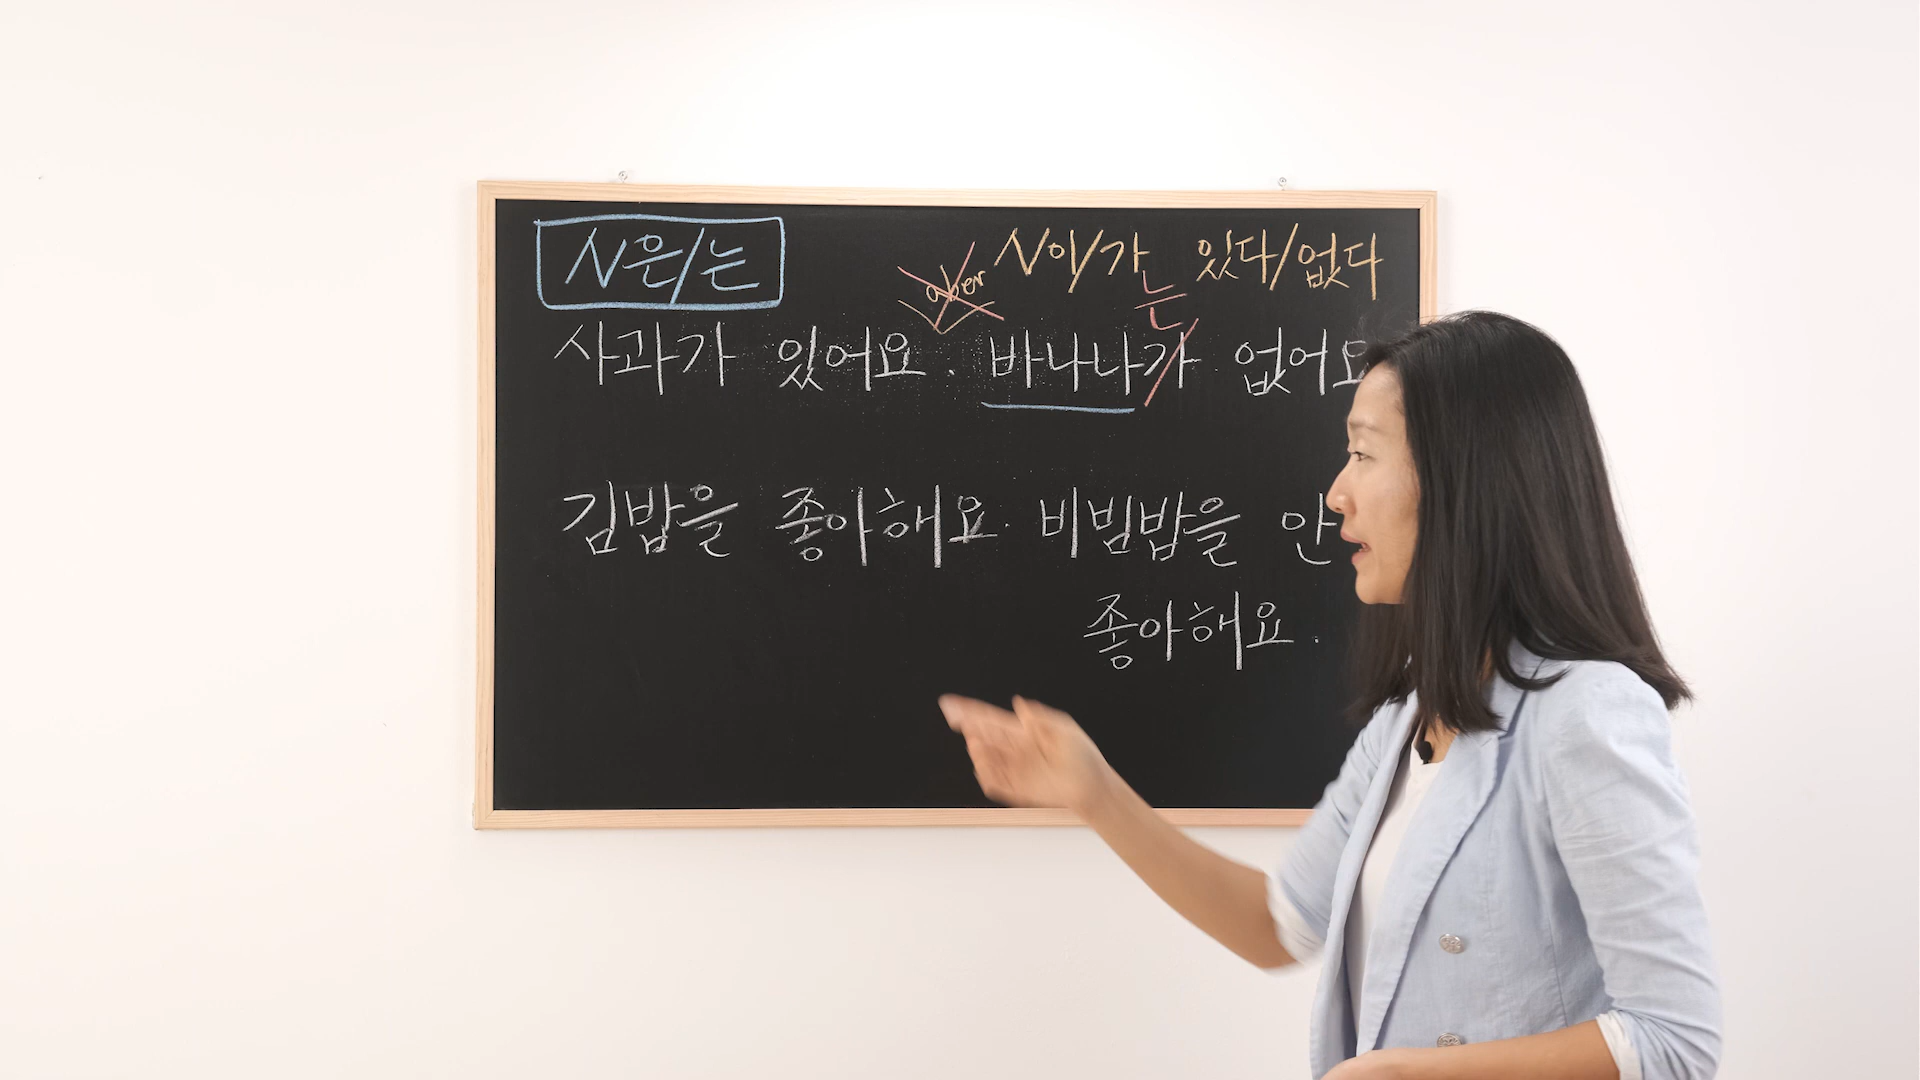 N은/는
aber N이/가 있다/없다
는
사과가 있어요. 바나나가 없어요
김밥을 좋아해요. 비빔밥을 안
좋아해요.